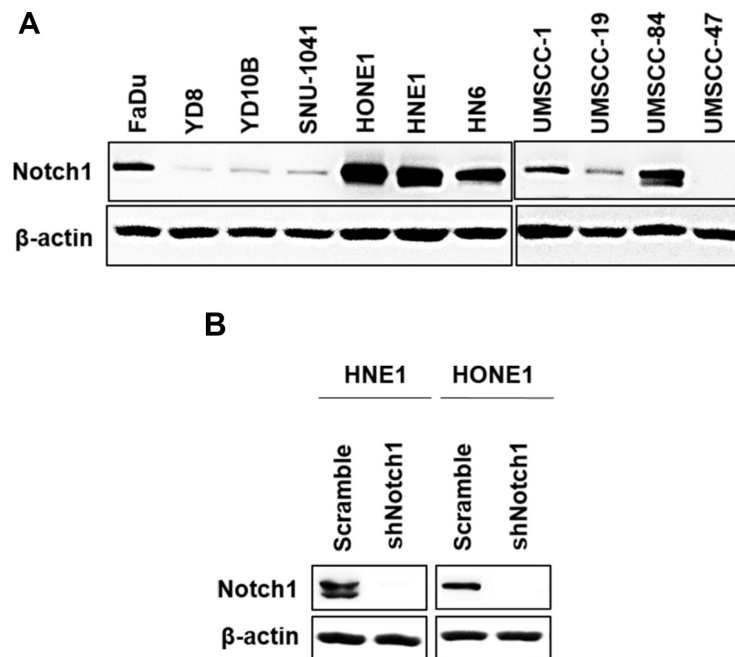 A
FaDu
YD8
YD10B
SNU-1041
HONE1
HNE1
HN6
UMSCC-1
UMSCC-19
UMSCC-84
UMSCC-47
Notch1
β-actin
B
HNE1 HONE1
Scramble
shNotch1
Scramble
shNotch1
Notch1
β-actin